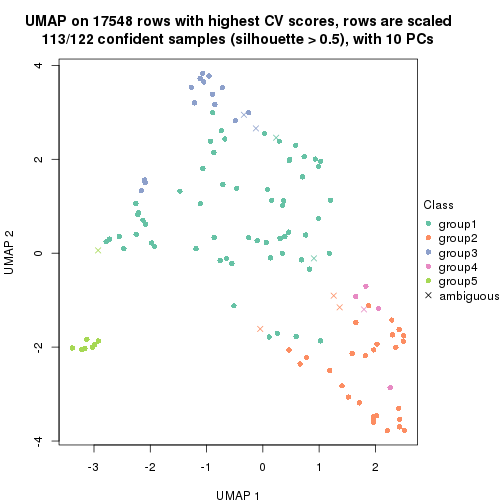 UMAP on 17548 rows with highest CV scores, rows are scaled
113/122 confident samples (silhouette > 0.5), with 10 PCs
4
2
0
-2
-4
UMAP 2
-3
-2
-1
0
1
2
UMAP 1
Class
group1
group2
group3
group4
group5
ambiguous